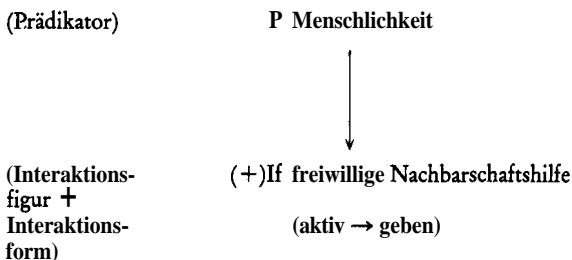 (Prädikator) P Menschlichkeit
(Interaktions- (+)If freiwillige Nachbarschaftshilfe
figur +
Interaktions- (aktiv → geben)
form)